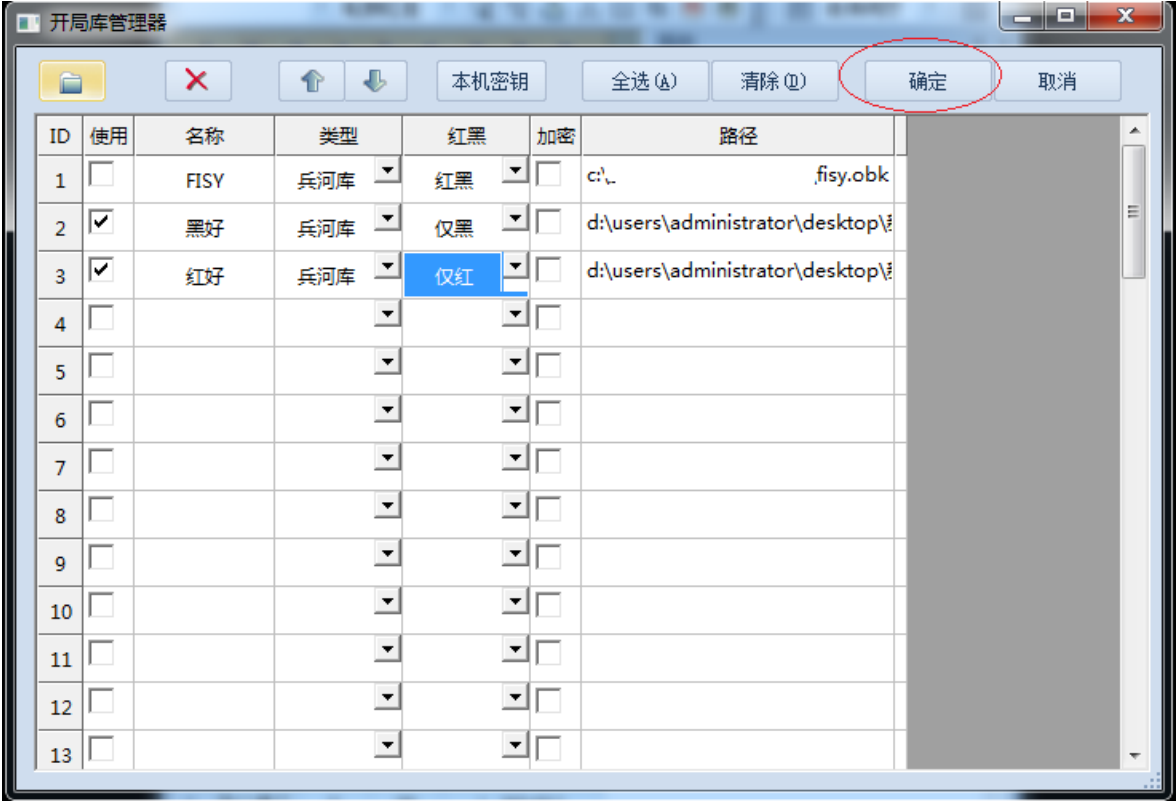 开局库管理器
本机密钥 全选(A) 清除(D) 确定 取消
ID 使用 名称 类型 红黑 加密 路径
1 FISY 兵河库 红黑 c:\ fisy.obk
2 黑好 兵河库 仅黑 d:\users\administrator\desktop\
3 红好 兵河库 仅红 d:\users\administrator\desktop\
4
5
6
7
8
9
10
11
12
13